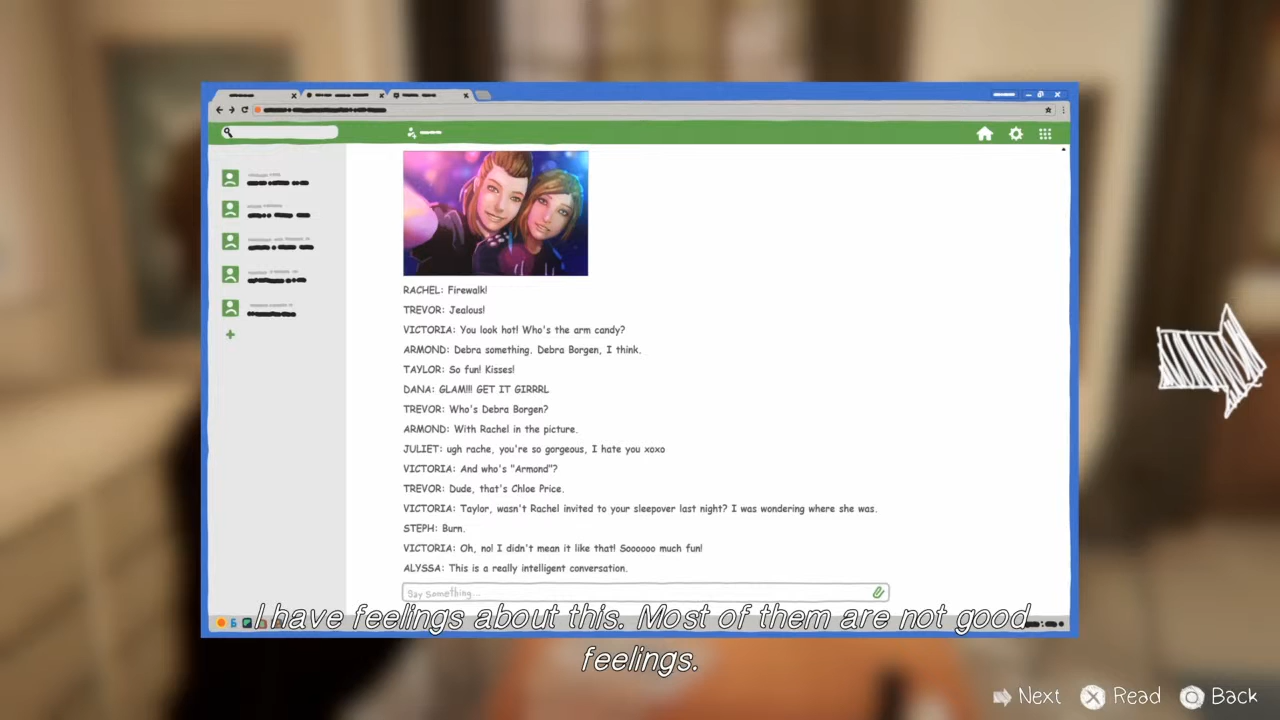 RACHEL: Firewalk!
TREVOR: Jealous!
VICTORIA: You look hot! Who's the arm candy?
ARMOND: Debra something. Debra Borgen, I think.
TAYLOR: So fun! Kisses!
DANA: GLAM!!! GET IT GIRRRL
TREVOR: Who's Debra Borgen?
ARMOND: With Rachel in the picture.
JULIET: ugh rache, you're so gorgeous, I hate you xoxo
VICTORIA: And who's "Armond"?
TREVOR: Dude, that's Chloe Price.
VICTORIA: Taylor, wasn't Rachel invited to your sleepover last night? I was wondering where she was.
STEPH: Burn.
VICTORIA: Oh, no! I didn't mean it like that! Soooooo much fun!
ALYSSA: This is a really intelligent conversation.
Say Something...
I have feelings about this. Most of them are not good
feelings.
Next Read Back